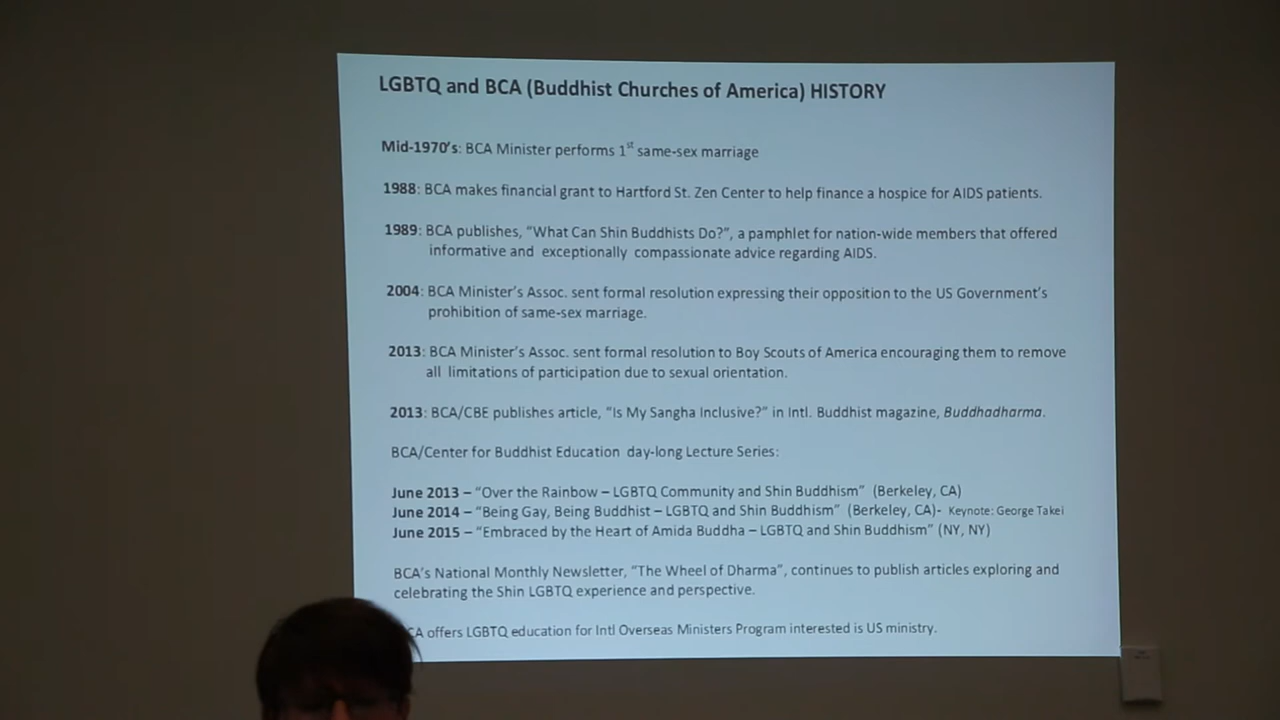 LGBTQ and BCA (Buddhist Churches of America) HISTORY
Mid-1970's: BCA Minister performs 1st same-sex marriage
1988: BCA makes financial grant to Hartford St. Zen Center to help finance a hospice for AIDS patients.
1989: BCA publishes, "What Can Shin Buddhists Do?", a pamphlet for nation-wide members that offered
informative and exceptionally compassionate advice regarding AIDS.
2004: BCA Minister's Assoc. sent formal resolution expressing their opposition to the US Government's
prohibition of same-sex marriage.
2013: BCA Minister's Assoc. sent formal resolution to Boy Scouts of America encouraging them to remove
all limitations of participation due to sexual orientation.
2013: BCA/CBE publishes article, "Is My Sangha Inclusive?" in Intl. Buddhist magazine, Buddhadharma.
BCA/Center for Buddhist Education day-long Lecture Series:
June 2013 – "Over the Rainbow – LGBTQ Community and Shin Buddhism" (Berkeley, CA)
June 2014 – "Being Gay, Being Buddhist – LGBTQ and Shin Buddhism" (Berkeley, CA)- Keynote: George Takei
June 2015 – "Embraced by the Heart of Amida Buddha – LGBTQ and Shin Buddhism" (NY, NY)
BCA's National Monthly Newsletter, "The Wheel of Dharma", continues to publish articles exploring and
celebrating the Shin LGBTQ experience and perspective.
CA offers LGBTQ education for Intl Overseas Ministers Program interested is US ministry.